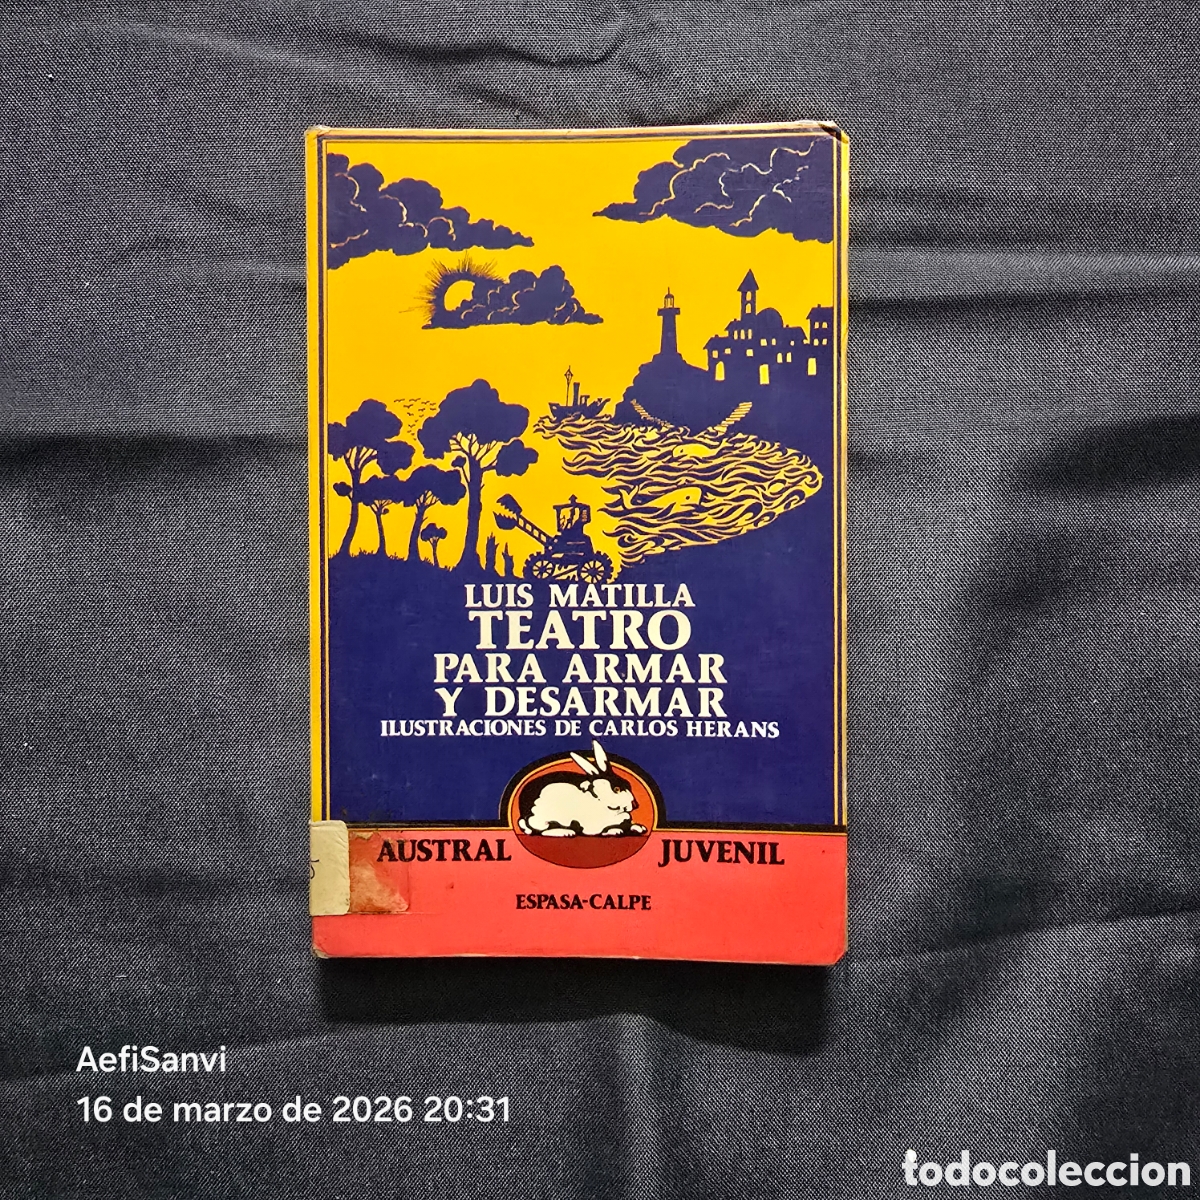 LUIS MATILLA
TEATRO
PARA ARMAR
Y DESARMAR
ILUSTRACIONES DE CARLOS HERANS
AUSTRAL JUVENIL
ESPASA-CALPE
AefiSanvi
16 de marzo de 2026 20:31
todocoleccion